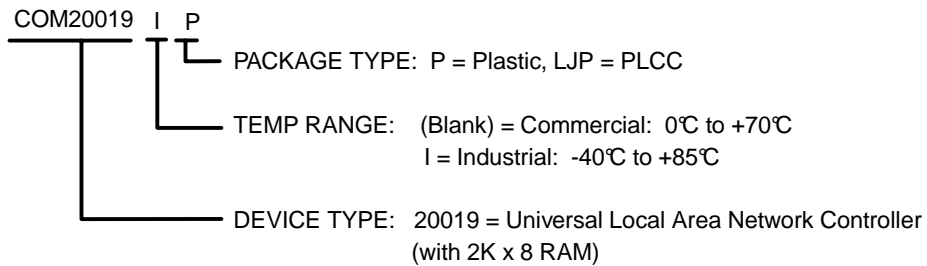 COM20019 I P
PACKAGE TYPE: P = Plastic, LJP = PLCC
TEMP RANGE: (Blank) = Commercial: 0℃ to +70℃
I = Industrial: -40℃ to +85℃
DEVICE TYPE: 20019 = Universal Local Area Network Controller
(with 2K x 8 RAM)